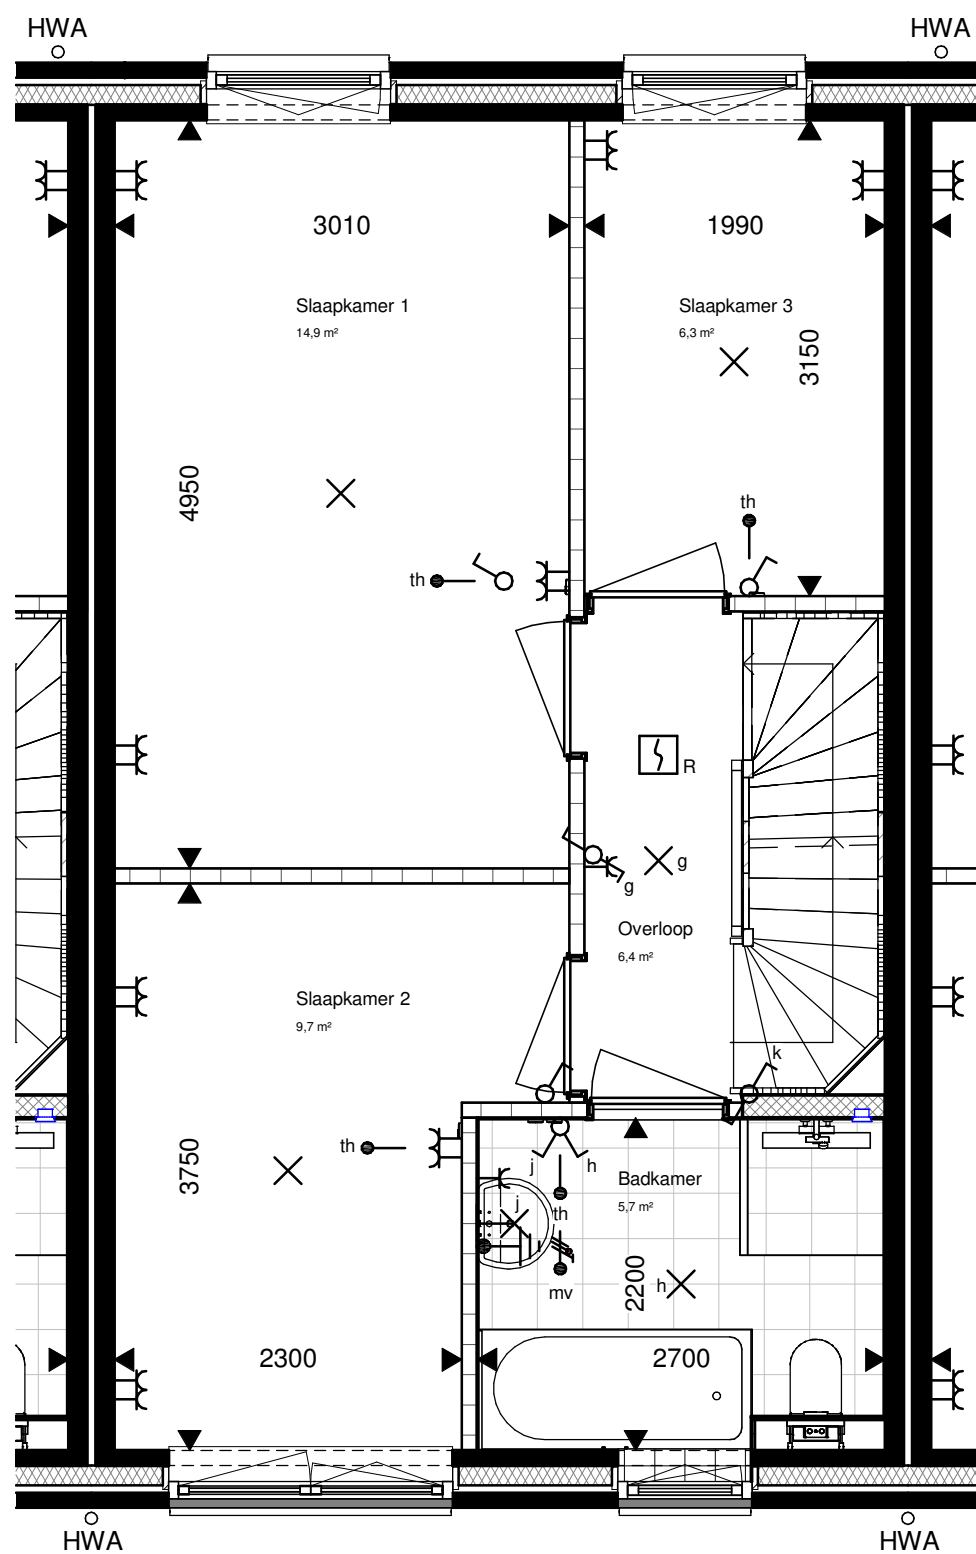 HWA HWA
3010 1990
Slaapkamer 1 Slaapkamer 3
14,9 m² 6,3 m²
3150
4950
th
th
R
g
g
Overloop
6,4 m²
Slaapkamer 2
9,7 m²
k
th
3750
j h
Badkamer
5,7 m²
j
th
2200
h
mv
2300 2700
HWA HWA